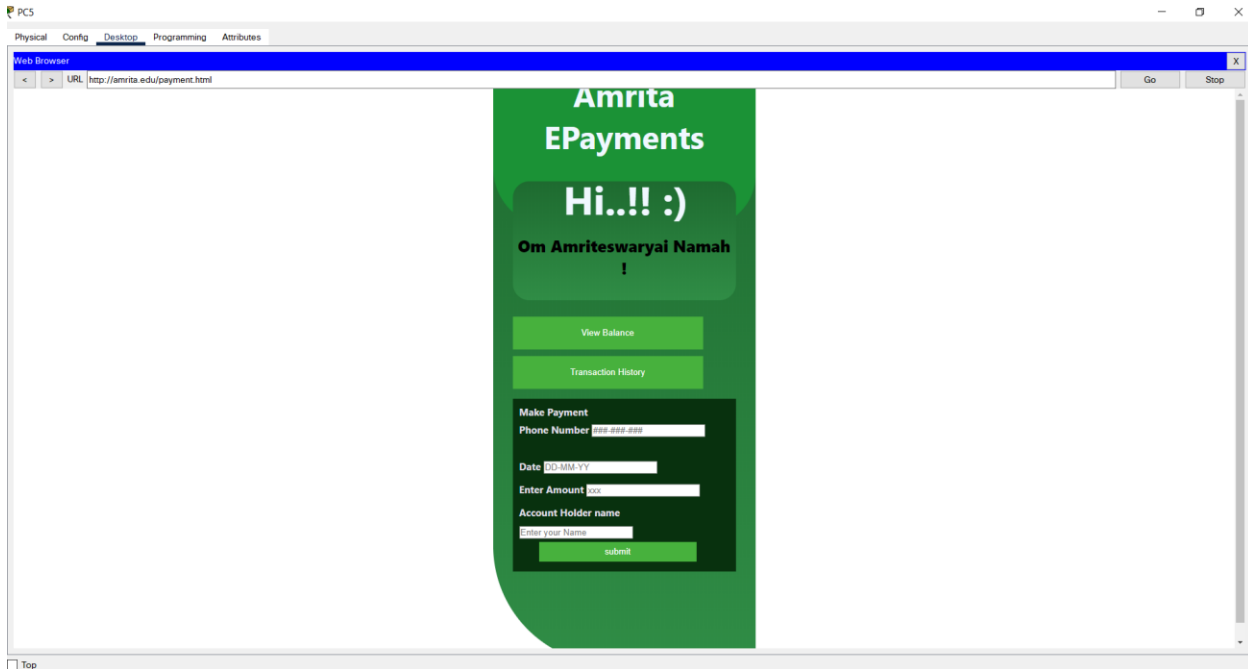 PC5
Physical Config Desktop Programming Attributes
Web Browser X
< > URL http://amrita.edu/payment.html Go Stop
Amrita
EPayments
Hi..!! :)
Om Amriteswaryai Namah
!
View Balance
Transaction History
Make Payment
Phone Number ###-###-###
Date DD-MM-YY
Enter Amount xxx
Account Holder name
Enter your Name
submit
Top